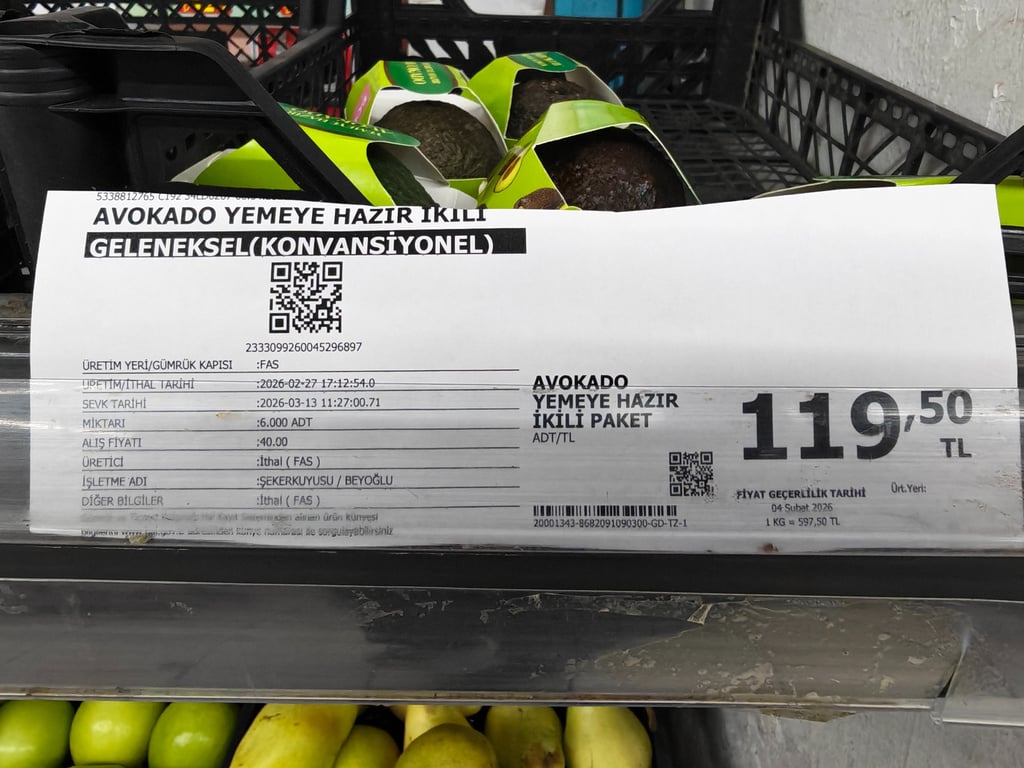 AVOKADO YEMEYE HAZIR İKİLİ
GELENEKSEL(KONVANSİYONEL)
2333099260045296897
ÜRETİM YERİ/GÜMRÜK KAPISI :FAS
ÜRETİM/İTHAL TARİHİ :2026-02-27 17:12:54.0
SEVK TARİHİ :2026-03-13 11:27:00.71
MİKTARI :6.000 ADT
ALIŞ FİYATI :40.00
ÜRETİCİ :İthal ( FAS )
İŞLETME ADI :ŞEKERKUYUSU / BEYOĞLU
DİĞER BİLGİLER :İthal ( FAS )
AVOKADO
YEMEYE HAZIR
İKİLİ PAKET
ADT/TL
119,50
TL
20001343-8682091090300-GD-TZ-1
FİYAT GEÇERLİLİK TARİHİ
Ürt.Yeri:
04 Şubat 2026
1 KG = 597,50 TL